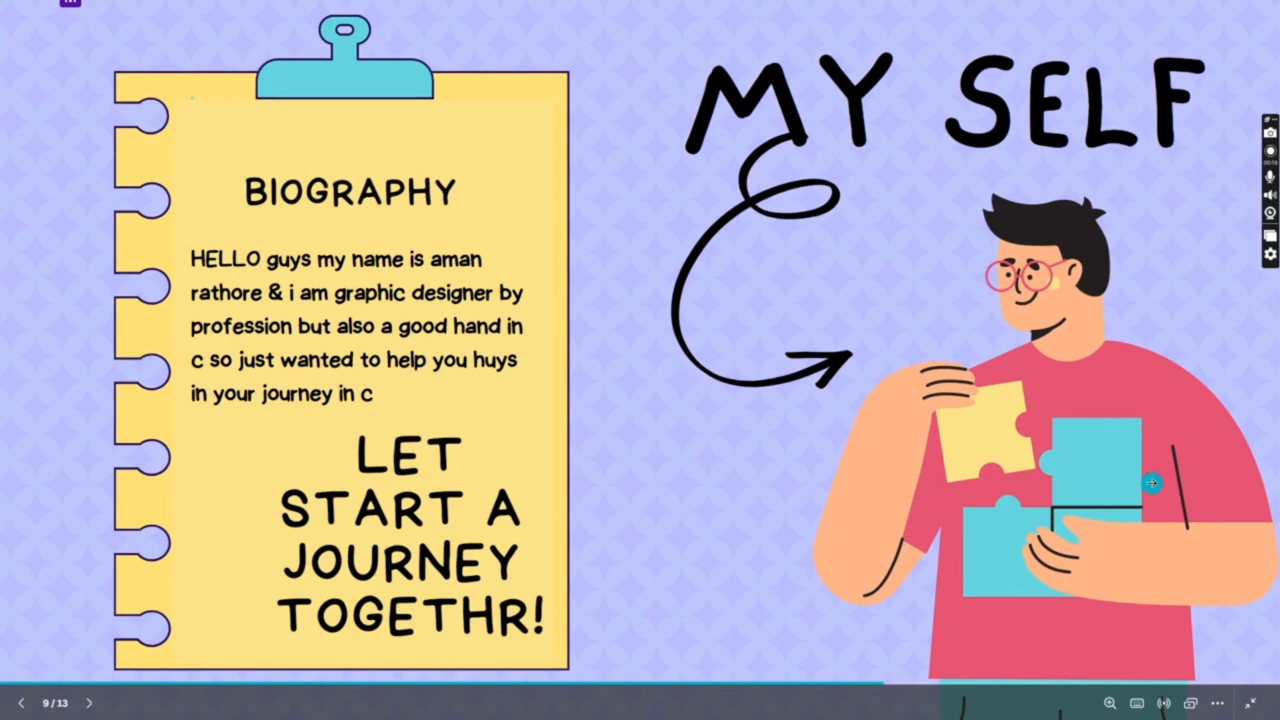 MY SELF
BIOGRAPHY
HELLO guys my name is aman
rathore & i am graphic designer by
profession but also a good hand in
c so just wanted to help you huys
in your journey in c
LET
START A
JOURNEY
TOGETHR!
9 / 13